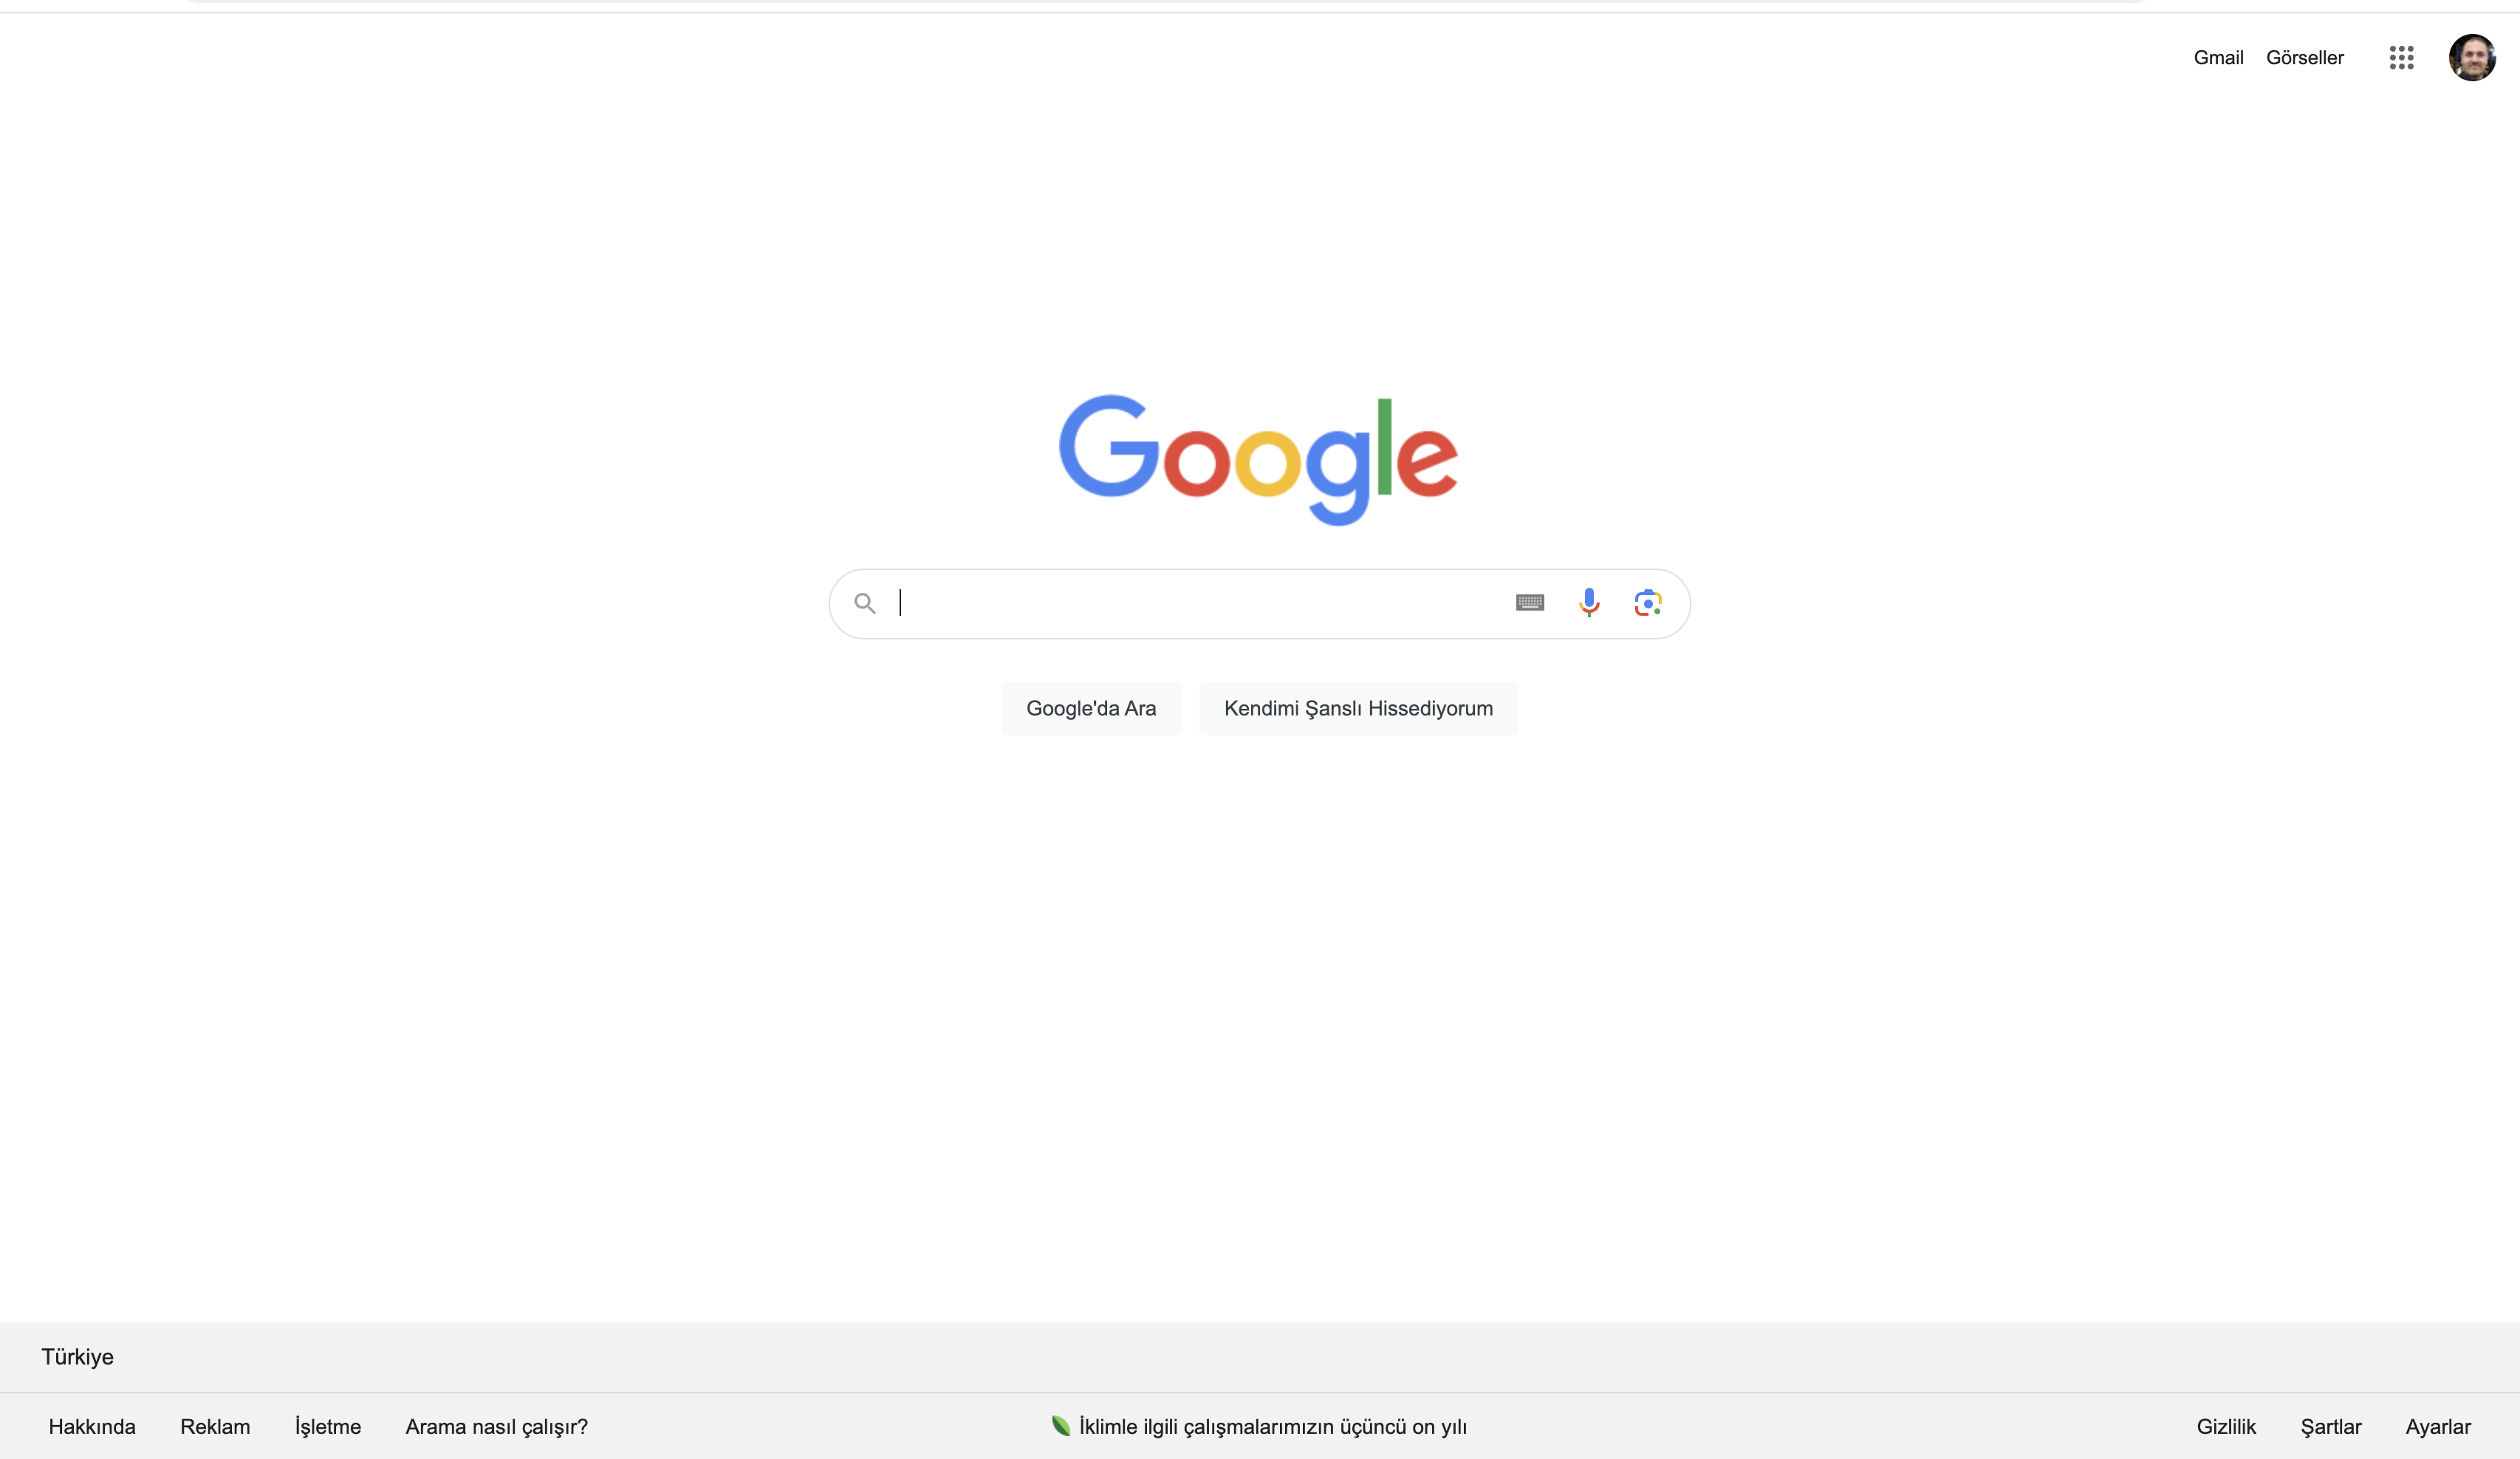 Gmail Görseller
Google
Google'da Ara Kendimi Şanslı Hissediyorum
Türkiye
Hakkında Reklam İşletme Arama nasıl çalışır? İklimle ilgili çalışmalarımızın üçüncü on yılı Gizlilik Şartlar Ayarlar